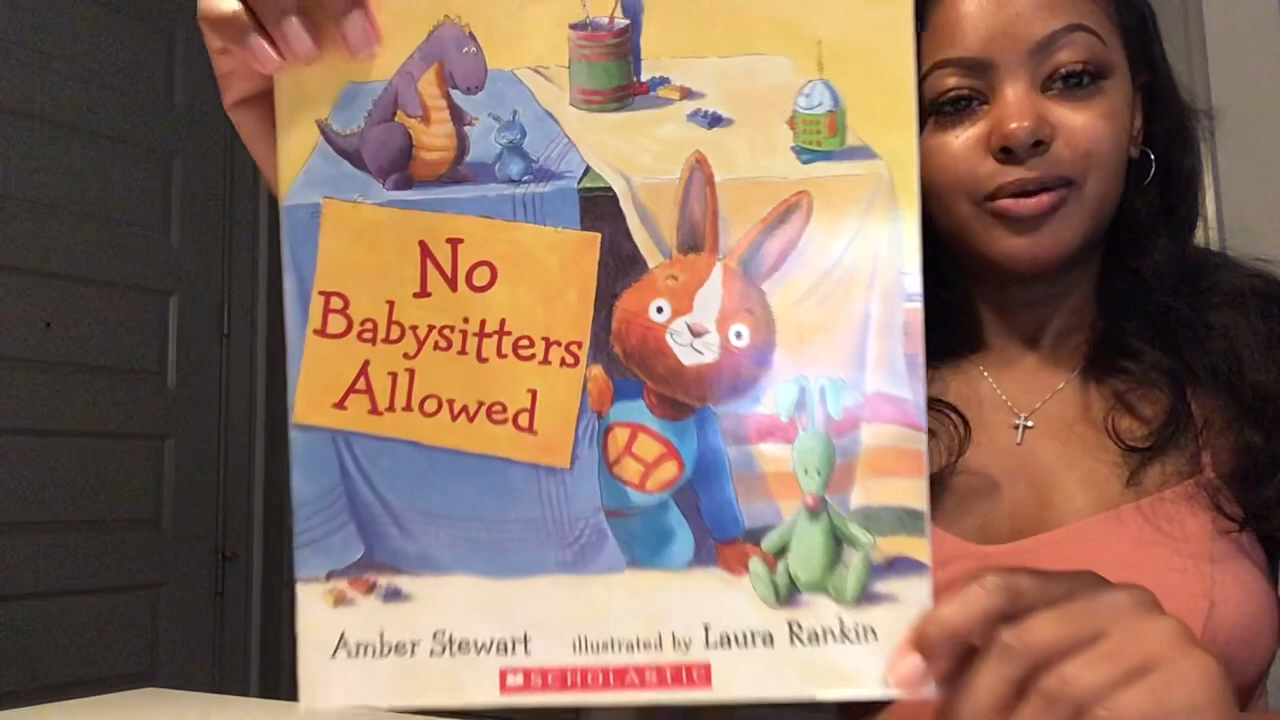 No
Babysitters
Allowed
H
Amber Stewart illustrated by Laura Rankin
SCHOLASTIC